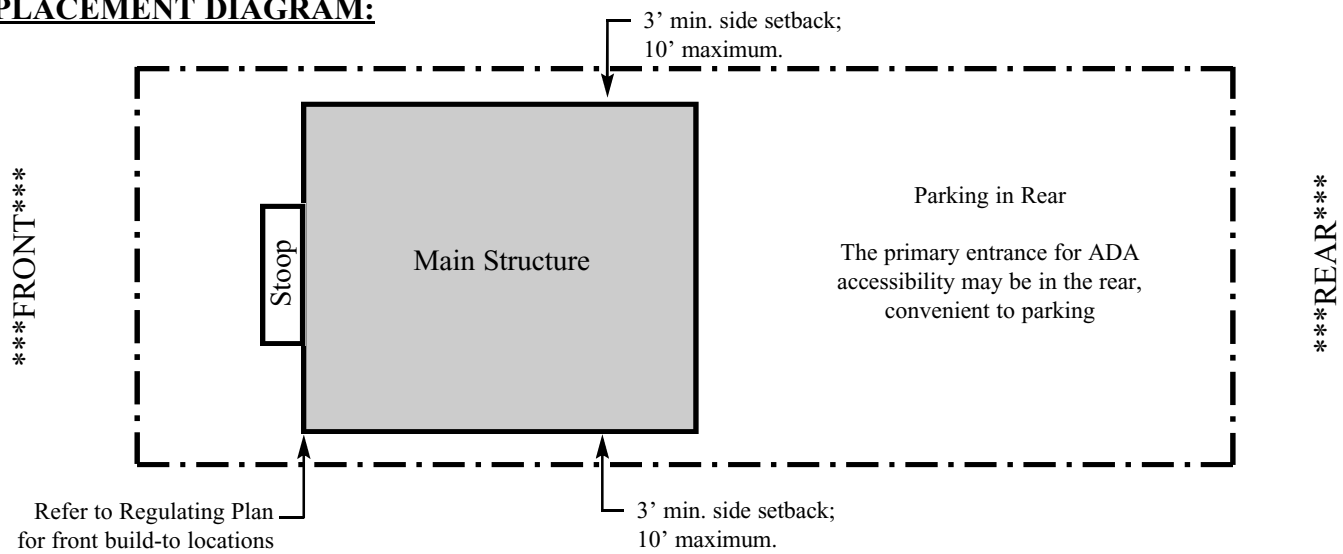 PLACEMENT DIAGRAM:
3’ min. side setback;
10’ maximum.
***FRONT***
Stoop
Main Structure
Parking in Rear
The primary entrance for ADA
accessibility may be in the rear,
convenient to parking
***REAR***
Refer to Regulating Plan
for front build-to locations
3’ min. side setback;
10’ maximum.